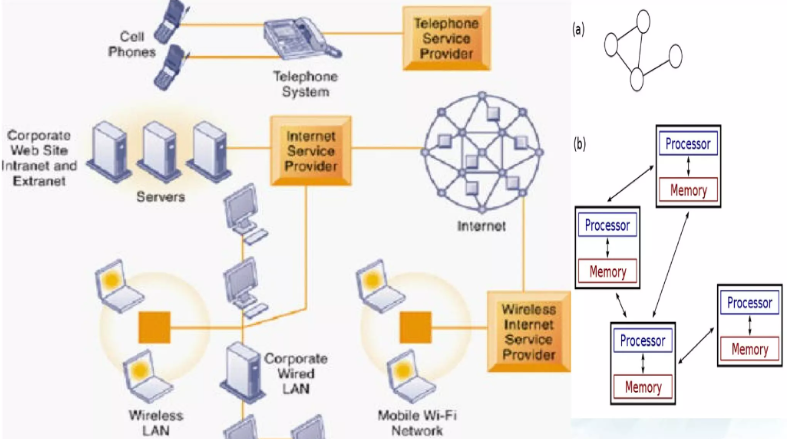 Cell
Phones
Telephone
System
Telephone
Service
Provider
Corporate
Web Site
Intranet and
Extranet
Servers
Internet
Service
Provider
Internet
Wireless
LAN
Corporate
Wired
LAN
Mobile Wi-Fi
Network
Wireless
Internet
Service
Provider
(a)
(b)
Processor
Memory
Processor
Memory
Processor
Memory
Processor
Memory